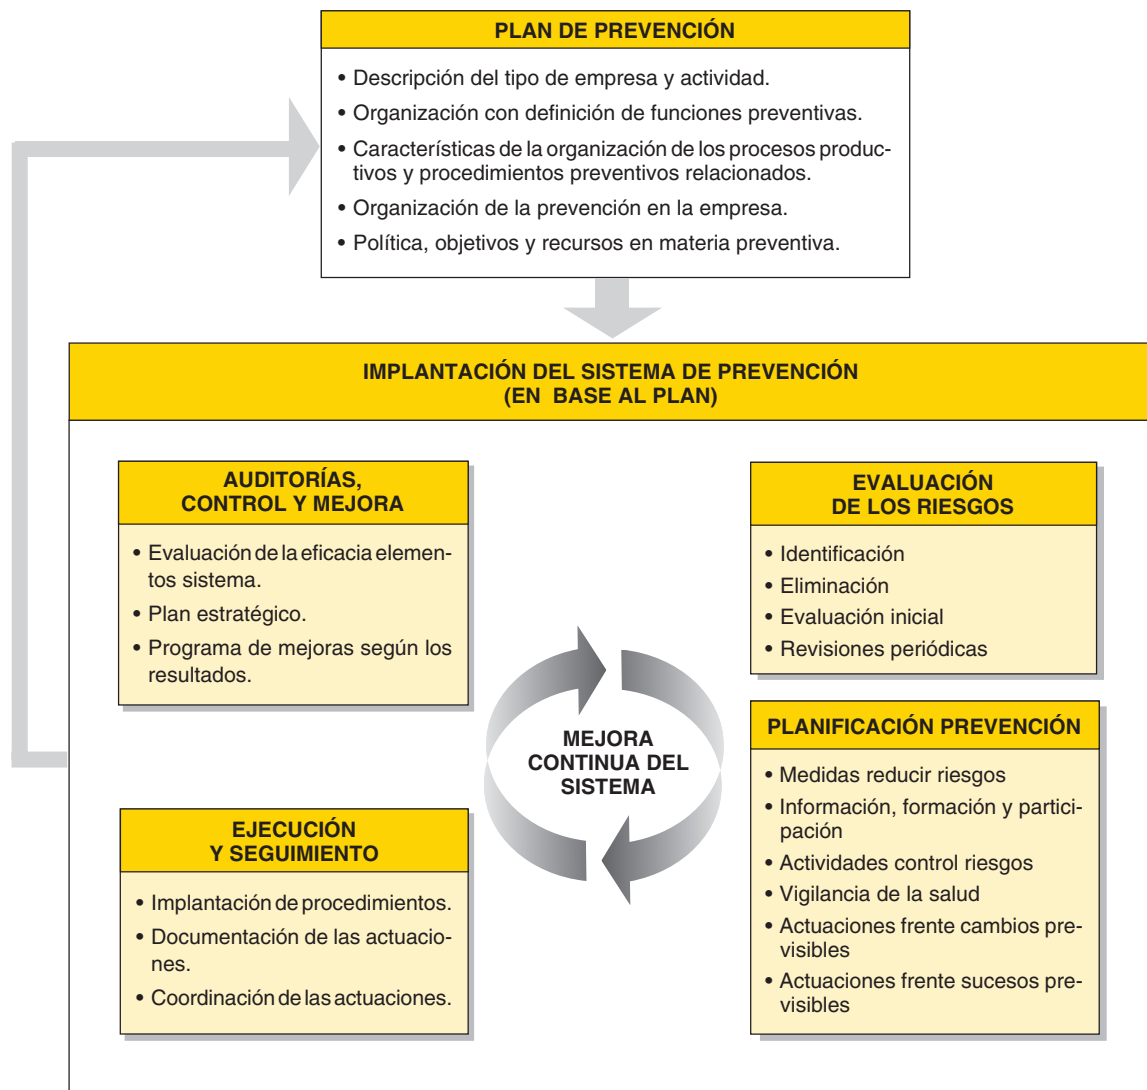 PLAN DE PREVENCIÓN
• Descripción del tipo de empresa y actividad.
• Organización con definición de funciones preventivas.
• Característificas de la organización de los procesos produc-
tivos y procedimientos preventivos relacionados.
• Organización de la prevención en la empresa.
• Política, objetivos y recursos en materia preventiva.
IMPLANTACIÓN DEL SISTEMA DE PREVENCIÓN
(EN BASE AL PLAN)
AUDITORÍAS,
CONTROL Y MEJORA
• Evaluación de la eficacia elemen-
tos sistema.
• Plan estratégico.
• Programa de mejoras según los
resultados.
EVALUACIÓN
DE LOS RIESGOS
• Identificación
• Eliminación
• Evaluación inicial
• Revisiones periódicas
MEJORA
CONTINUA DEL
SISTEMA
EJECUCIÓN
Y SEGUIMIENTO
• Implantación de procedimientos.
• Documentación de las actuacio-
nes.
• Coordinación de las actuaciones.
PLANIFICACIÓN PREVENCIÓN
• Medidas reducir riesgos
• Información, formación y partici-
pación
• Actividades control riesgos
• Vigilancia de la salud
• Actuaciones frente cambios pre-
visibles
• Actuaciones frente sucesos pre-
visibles